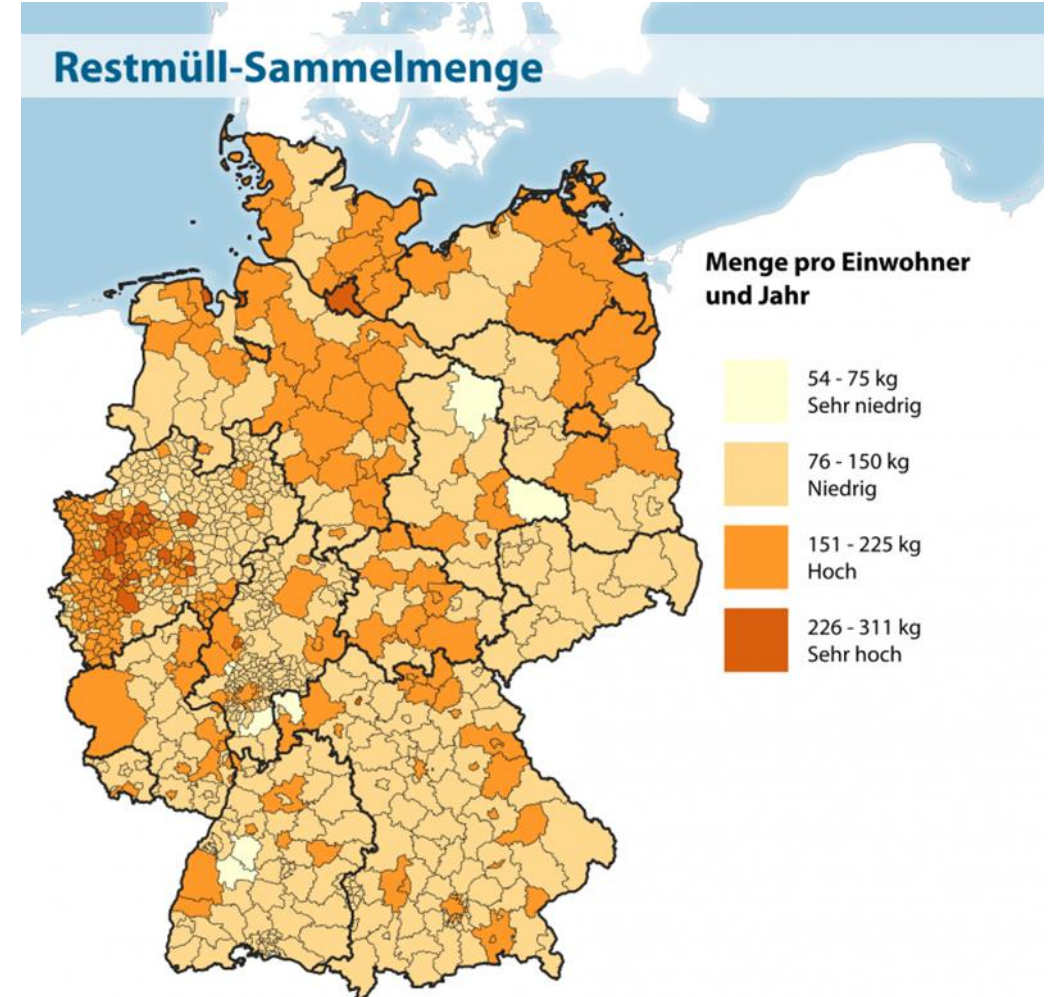 Restmüll-Sammelmenge
Menge pro Einwohner
und Jahr
54 - 75 kg
Sehr niedrig
76 - 150 kg
Niedrig
151 - 225 kg
Hoch
226 - 311 kg
Sehr hoch